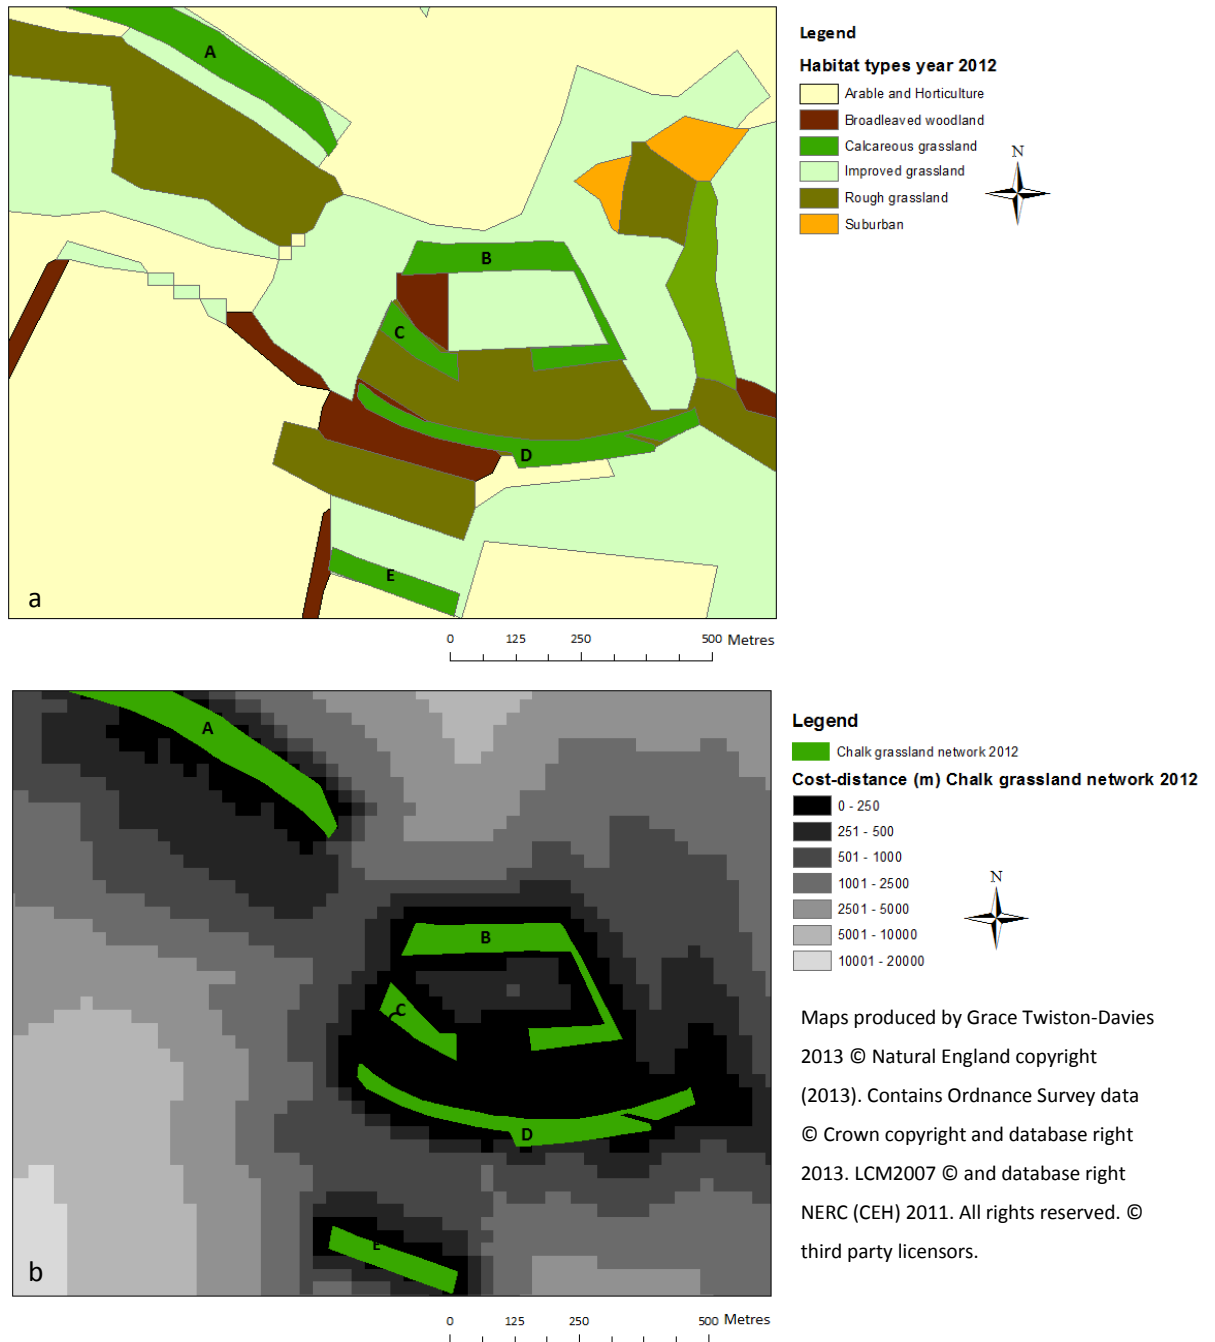 Legend
Habitat types year 2012
Arable and Horticulture
Broadleaved woodland
Calcareous grassland
Improved grassland
Rough grassland
Suburban
N
A
B
C
D
E
a
0 125 250 500 Metres
Legend
Chalk grassland network 2012
Cost-distance (m) Chalk grassland network 2012
0 - 250
251 - 500
501 - 1000
1001 - 2500
2501 - 5000
5001 - 10000
10001 - 20000
N
A
B
C
D
E
b
Maps produced by Grace Twiston-Davies
2013 © Natural England copyright
(2013). Contains Ordnance Survey data
© Crown copyright and database right
2013. LCM2007 © and database right
NERC (CEH) 2011. All rights reserved. ©
third party licensors.
0 125 250 500 Metres